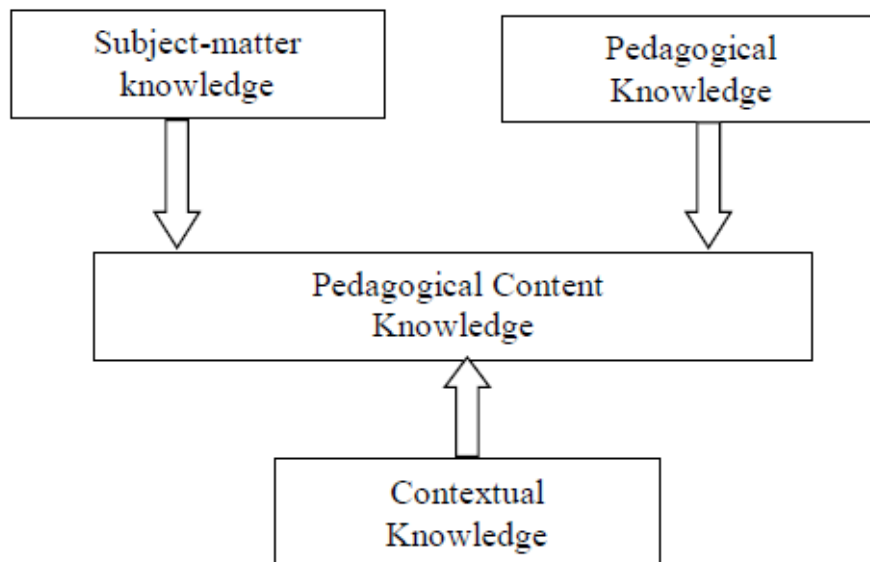 Subject-matter
knowledge
Pedagogical
Knowledge
Pedagogical Content
Knowledge
Contextual
Knowledge